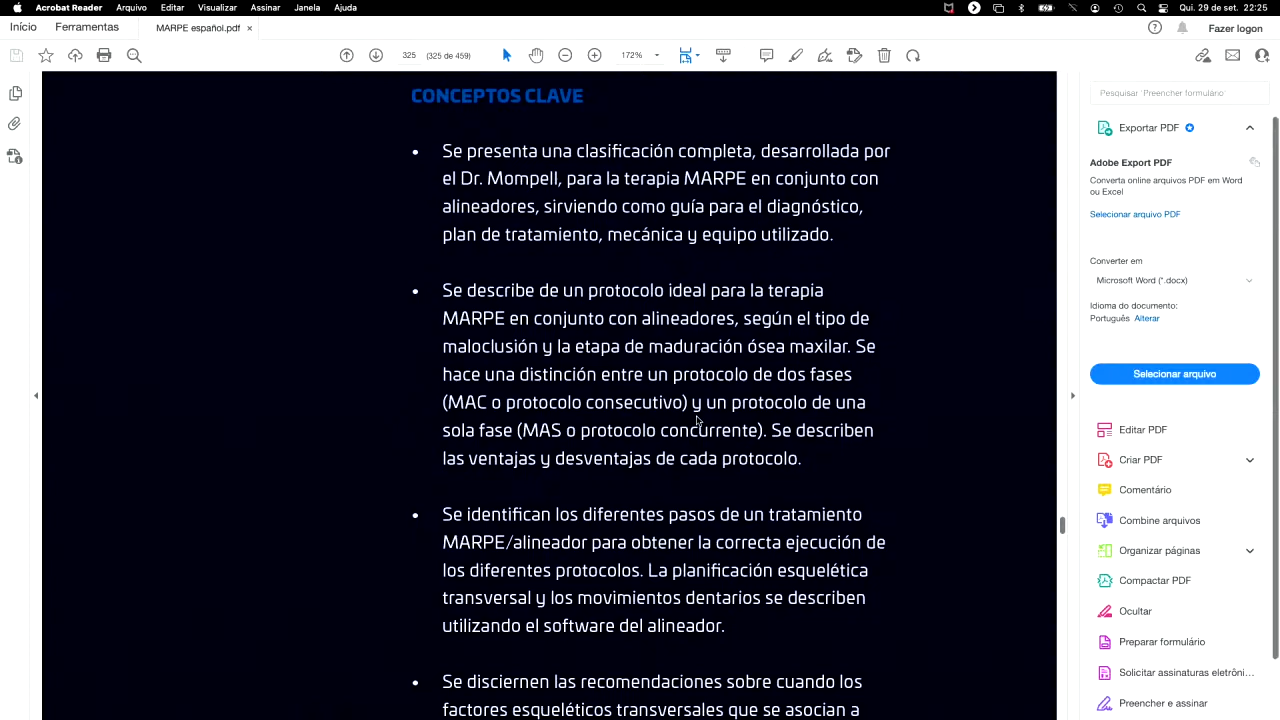 Acrobat Reader Arquivo Editar Visualizar Assinar Janela Ajuda Qui. 29 de set. 22:25
Início Ferramentas MARPE español.pdf × Fazer logon
325 (325 de 459) 172%
CONCEPTOS CLAVE
• Se presenta una clasificación completa, desarrollada por
el Dr. Mompell, para la terapia MARPE en conjunto con
alineadores, sirviendo como guía para el diagnóstico,
plan de tratamiento, mecánica y equipo utilizado.
• Se describe de un protocolo ideal para la terapia
MARPE en conjunto con alineadores, según el tipo de
maloclusión y la etapa de maduración ósea maxilar. Se
hace una distinción entre un protocolo de dos fases
(MAC o protocolo consecutivo) y un protocolo de una
sola fase (MAS o protocolo concurrente). Se describen
las ventajas y desventajas de cada protocolo.
• Se identifican los diferentes pasos de un tratamiento
MARPE/alineador para obtener la correcta ejecución de
los diferentes protocolos. La planificación esquelética
transversal y los movimientos dentarios se describen
utilizando el software del alineador.
• Se disciernen las recomendaciones sobre cuando los
factores esqueléticos transversales que se asocian a
Pesquisar 'Preencher formulário'
Exportar PDF
Adobe Export PDF
Converta online arquivos PDF em Word
ou Excel
Selecionar arquivo PDF
Converter em
Microsoft Word (*.docx)
Idioma do documento:
Português Alterar
Selecionar arquivo
Editar PDF
Criar PDF
Comentário
Combine arquivos
Organizar páginas
Compactar PDF
Ocultar
Preparar formulário
Solicitar assinaturas eletrôni...
Preencher e assinar